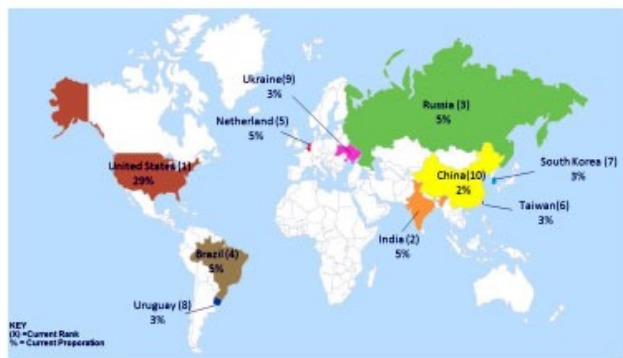 Ukraine(9)
3%
Russia (3)
5%
Netherland (5)
5%
United States (1)
29%
South Korea (7)
3%
China(10)
2%
Taiwan(6)
3%
India (2)
5%
Brazil (4)
5%
Uruguay (8)
3%
KEY
(X) =Current Rank
% = Current Proporation